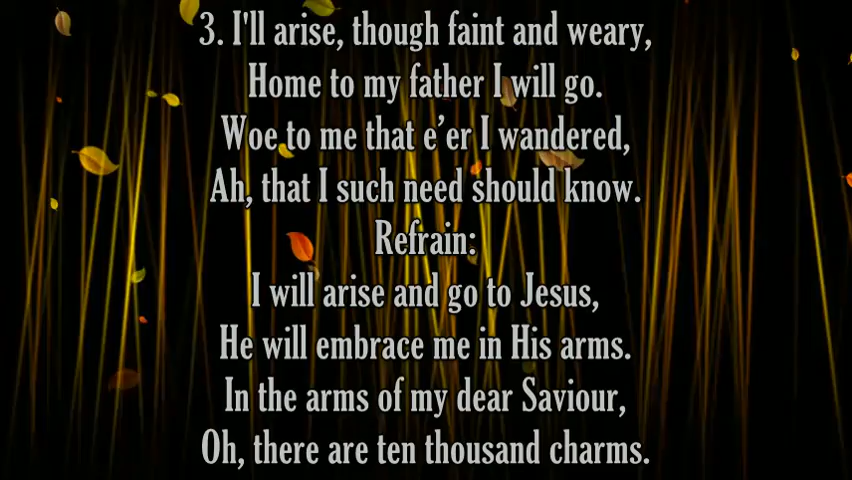 3. I'll arise, though faint and weary,
Home to my father I will go.
Woe to me that e’er I wandered,
Ah, that I such need should know.
Refrain:
I will arise and go to Jesus,
He will embrace me in His arms.
In the arms of my dear Saviour,
Oh, there are ten thousand charms.